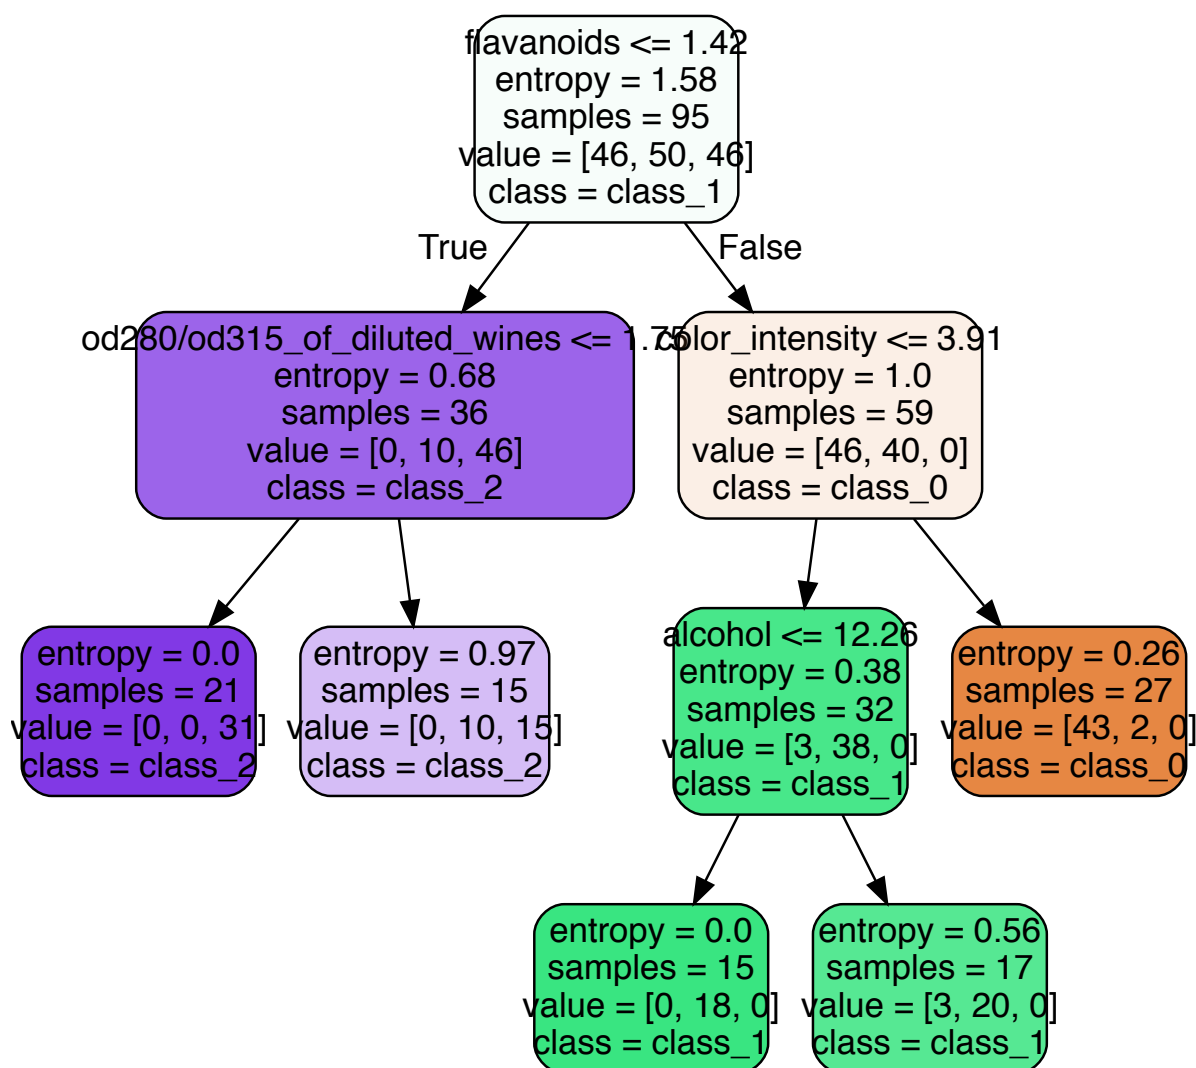 flavanoids <= 1.42
entropy = 1.58
samples = 95
value = [46, 50, 46]
class = class_1
True
False
od280/od315_of_diluted_wines <= 1.75
entropy = 0.68
samples = 36
value = [0, 10, 46]
class = class_2
color_intensity <= 3.91
entropy = 1.0
samples = 59
value = [46, 40, 0]
class = class_0
entropy = 0.0
samples = 21
value = [0, 0, 31]
class = class_2
entropy = 0.97
samples = 15
value = [0, 10, 15]
class = class_2
alcohol <= 12.26
entropy = 0.38
samples = 32
value = [3, 38, 0]
class = class_1
entropy = 0.26
samples = 27
value = [43, 2, 0]
class = class_0
entropy = 0.0
samples = 15
value = [0, 18, 0]
class = class_1
entropy = 0.56
samples = 17
value = [3, 20, 0]
class = class_1